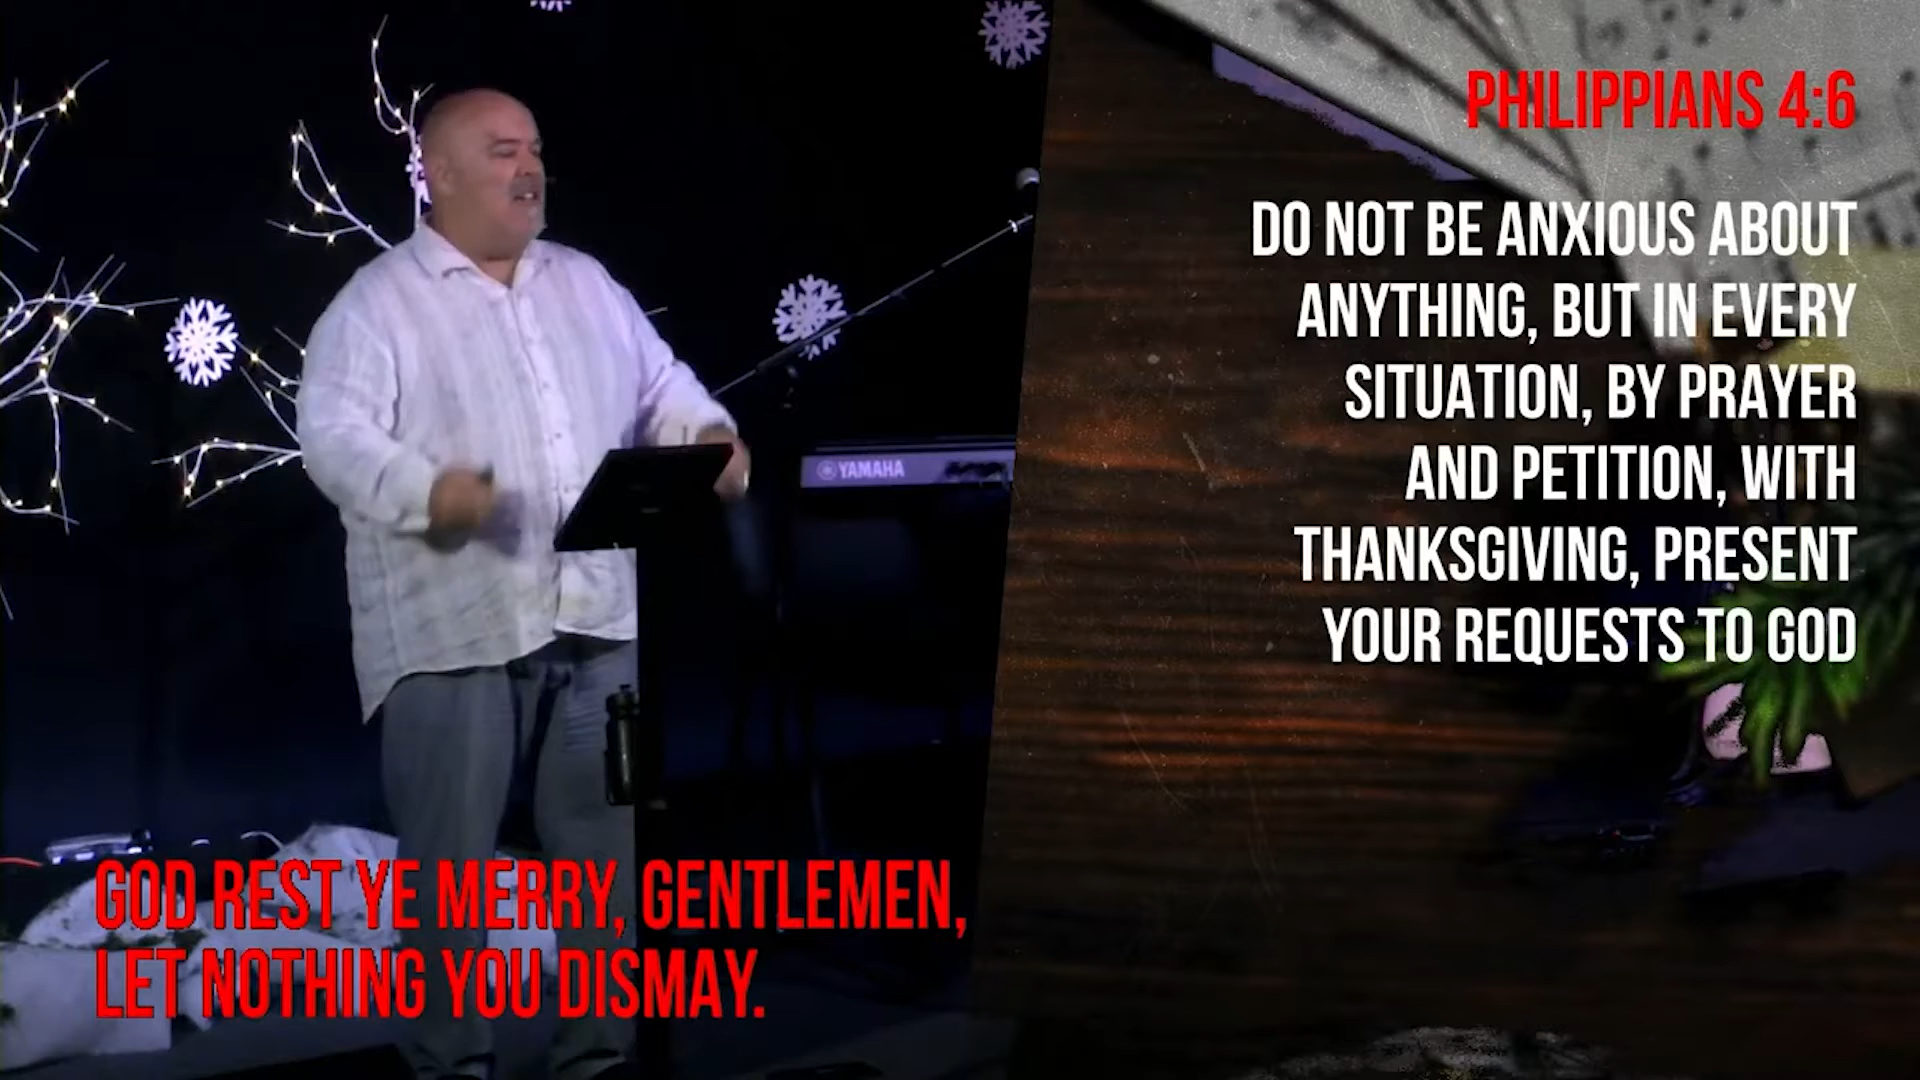 PHILIPPIANS 4:6
DO NOT BE ANXIOUS ABOUT
ANYTHING, BUT IN EVERY
SITUATION, BY PRAYER
AND PETITION, WITH
THANKSGIVING, PRESENT
YOUR REQUESTS TO GOD
YAMAHA
GOD REST YE MERRY, GENTLEMEN,
LET NOTHING YOU DISMAY.